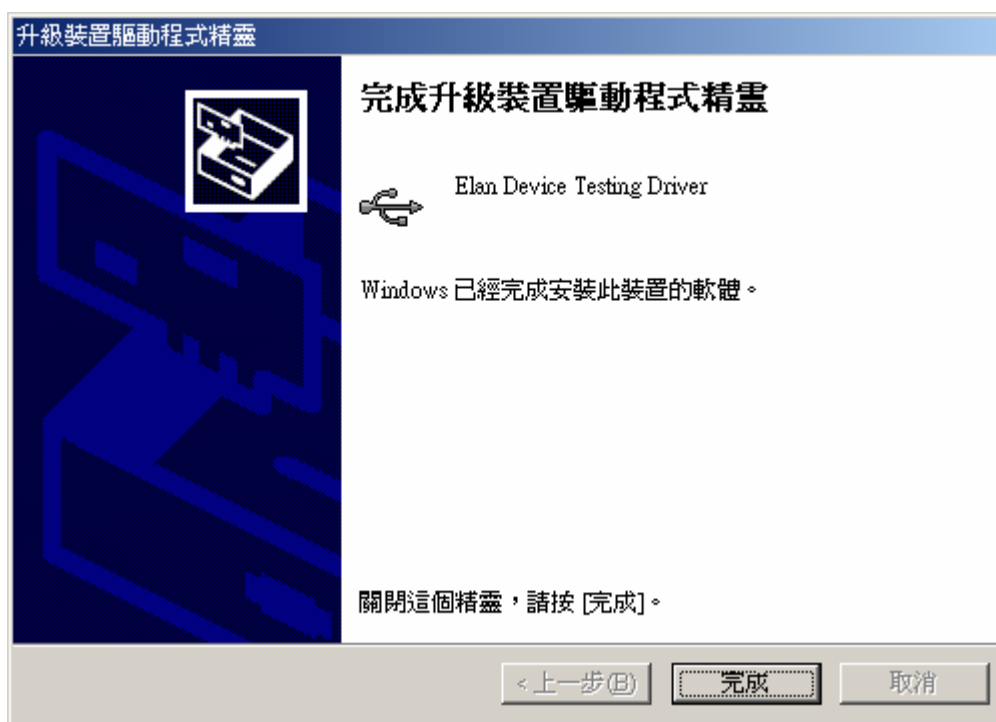 升級裝置驅動程式精靈
完成升級裝置驅動程式精靈
Elan Device Testing Driver
Windows 已經完成安裝此裝置的軟體。
關閉這個精靈，請按 [完成]。
< 上一步(B)
完成
取消